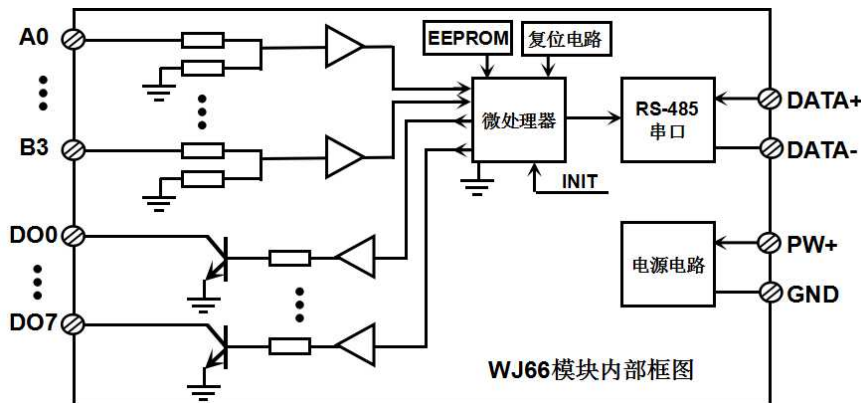 A0
B3
DO0
DO7
EEPROM
复位电路
微处理器
INIT
RS-485
串口
电源电路
DATA+
DATA-
PW+
GND
WJ66模块内部框图